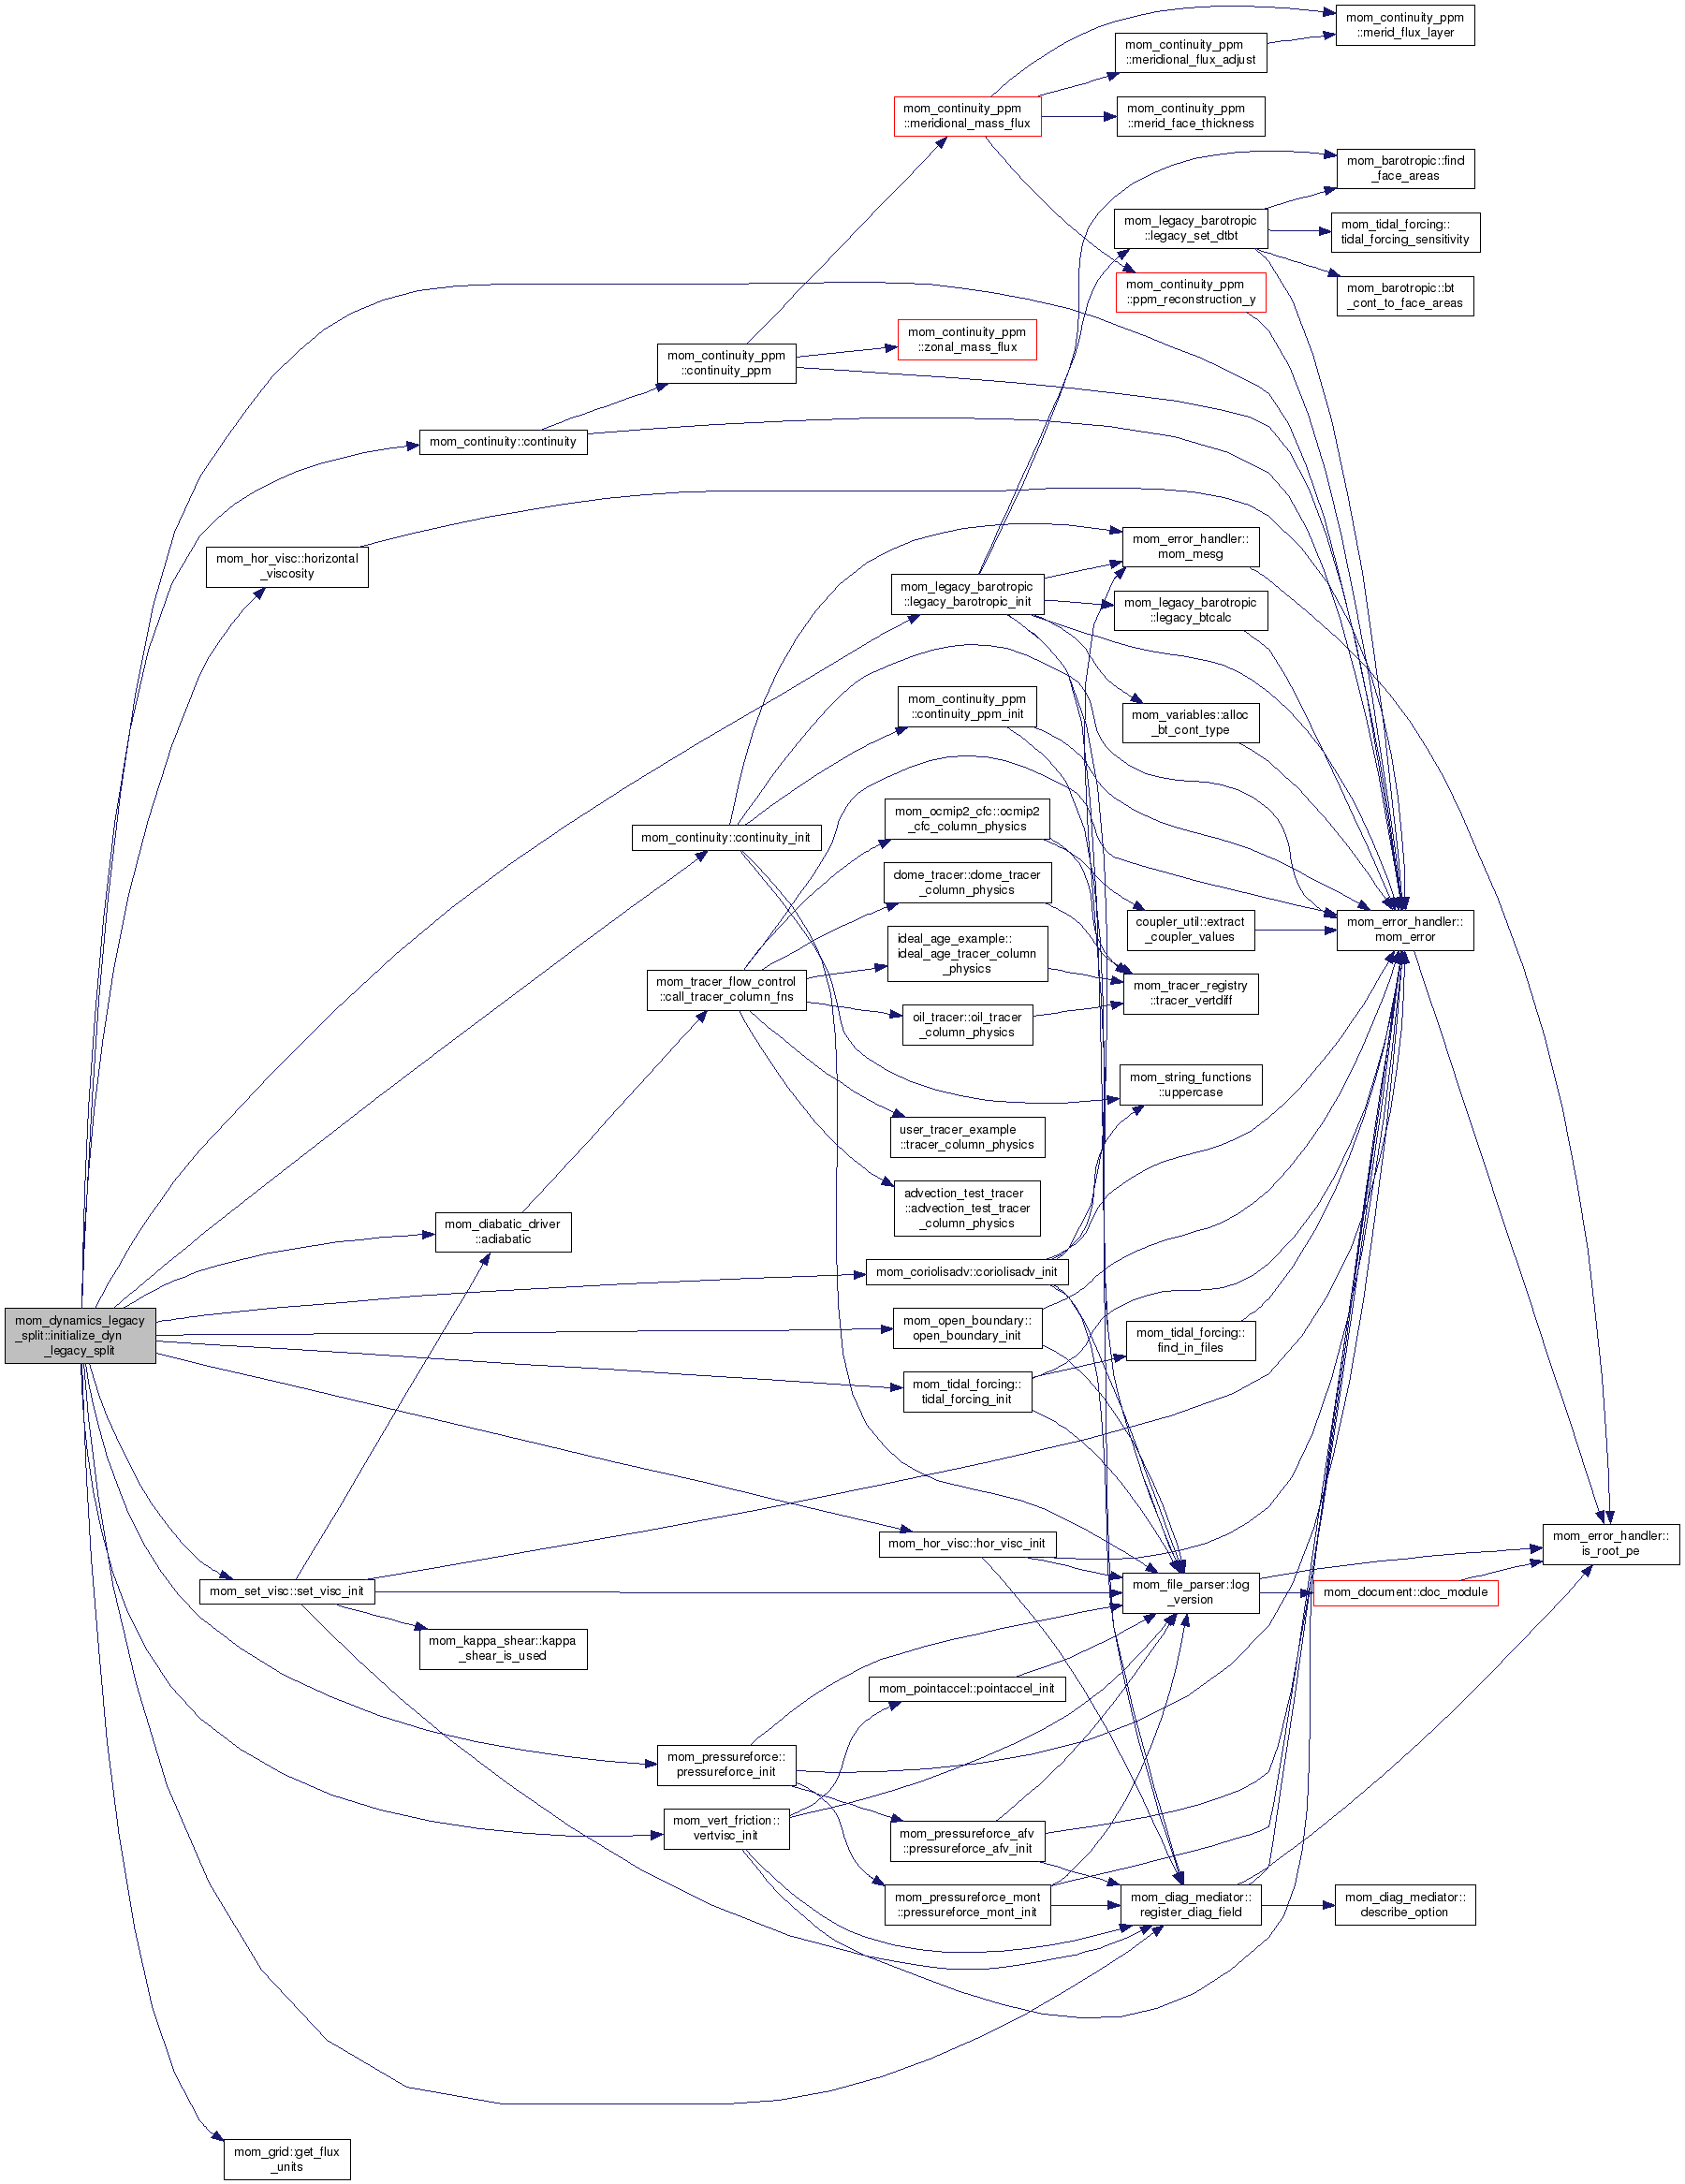 mom_continuity_ppm
::merid_flux_layer
mom_continuity_ppm
::meridional_flux_adjust
mom_continuity_ppm
::meridional_mass_flux
mom_continuity_ppm
::merid_face_thickness
mom_barotropic::find
_face_areas
mom_legacy_barotropic
::legacy_set_dtbt
mom_tidal_forcing::
tidal_forcing_sensitivity
mom_continuity_ppm
::ppm_reconstruction_y
mom_barotropic::bt
_cont_to_face_areas
mom_continuity_ppm
::zonal_mass_flux
mom_continuity_ppm
::continuity_ppm
mom_continuity::continuity
mom_hor_visc::horizontal
_viscosity
mom_error_handler::
mom_mesg
mom_legacy_barotropic
::legacy_barotropic_init
mom_legacy_barotropic
::legacy_btcalc
mom_continuity_ppm
::continuity_ppm_init
mom_variables::alloc
_bt_cont_type
mom_continuity::continuity_init
mom_ocmip2_cfc::ocmip2
_cfc_column_physics
dome_tracer::dome_tracer
_column_physics
coupler_util::extract
_coupler_values
mom_error_handler::
mom_error
ideal_age_example::
ideal_age_tracer_column
_physics
mom_tracer_flow_control
::call_tracer_column_fns
mom_tracer_registry
::tracer_vertdiff
oil_tracer::oil_tracer
_column_physics
mom_string_functions
::uppercase
user_tracer_example
::tracer_column_physics
advection_test_tracer
::advection_test_tracer
_column_physics
mom_diabatic_driver
::adiabatic
mom_coriolisadv::coriolisadv_init
mom_dynamics_legacy
_split::initialize_dyn
_legacy_split
mom_open_boundary::
open_boundary_init
mom_tidal_forcing::
find_in_files
mom_tidal_forcing::
tidal_forcing_init
mom_hor_visc::hor_visc_init
mom_error_handler::
is_root_pe
mom_set_visc::set_visc_init
mom_file_parser::log
_version
mom_document::doc_module
mom_kappa_shear::kappa
_shear_is_used
mom_pointaccel::pointaccel_init
mom_pressureforce::
pressureforce_init
mom_vert_friction::
vertvisc_init
mom_pressureforce_afv
::pressureforce_afv_init
mom_pressureforce_mont
::pressureforce_mont_init
mom_diag_mediator::
register_diag_field
mom_diag_mediator::
describe_option
mom_grid::get_flux
_units